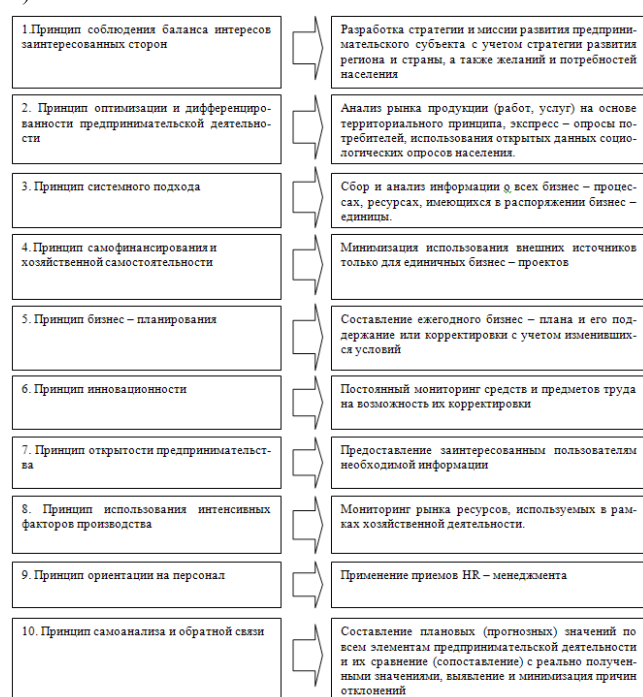 1.Принцип соблюдения баланса интересов
заинтересованных сторон
Разработка стратегии и миссии развития предприни-
мательского субъекта с учетом стратегии развития
региона и страны, а также желаний и потребностей
населения
2. Принцип оптимизации и дифференциро-
ванности предпринимательской деятельно-
сти
Анализ рынка продукции (работ, услуг) на основе
территориального принципа, экспресс – опросы по-
требителей, использования открытых данных социо-
логических опросов населения.
3. Принцип системного подхода
Сбор и анализ информации о всех бизнес – процес-
сах, ресурсах, имеющихся в распоряжении бизнес –
единицы.
4. Принцип самофинансирования и
хозяйственной самостоятельности
Минимизация использования внешних источников
только для единичных бизнес – проектов
5. Принцип бизнес – планирования
Составление ежегодного бизнес – плана и его под-
держание или корректировки с учетом изменивших-
ся условий
6. Принцип инновационности
Постоянный мониторинг средств и предметов труда
на возможность их корректировки
7. Принцип открытости предпринимательст-
ва
Предоставление заинтересованным пользователям
необходимой информации
8. Принцип использования интенсивных
факторов производства
Мониторинг рынка ресурсов, используемых в рам-
ках хозяйственной деятельности.
9. Принцип ориентации на персонал
Применение приемов HR – менеджмента
10. Принцип самоанализа и обратной связи
Составление плановых (прогнозных) значений по
всем элементам предпринимательской деятельности
и их сравнение (сопоставление) с реально получен-
ными значениями, выявление и минимизация причин
отклонений